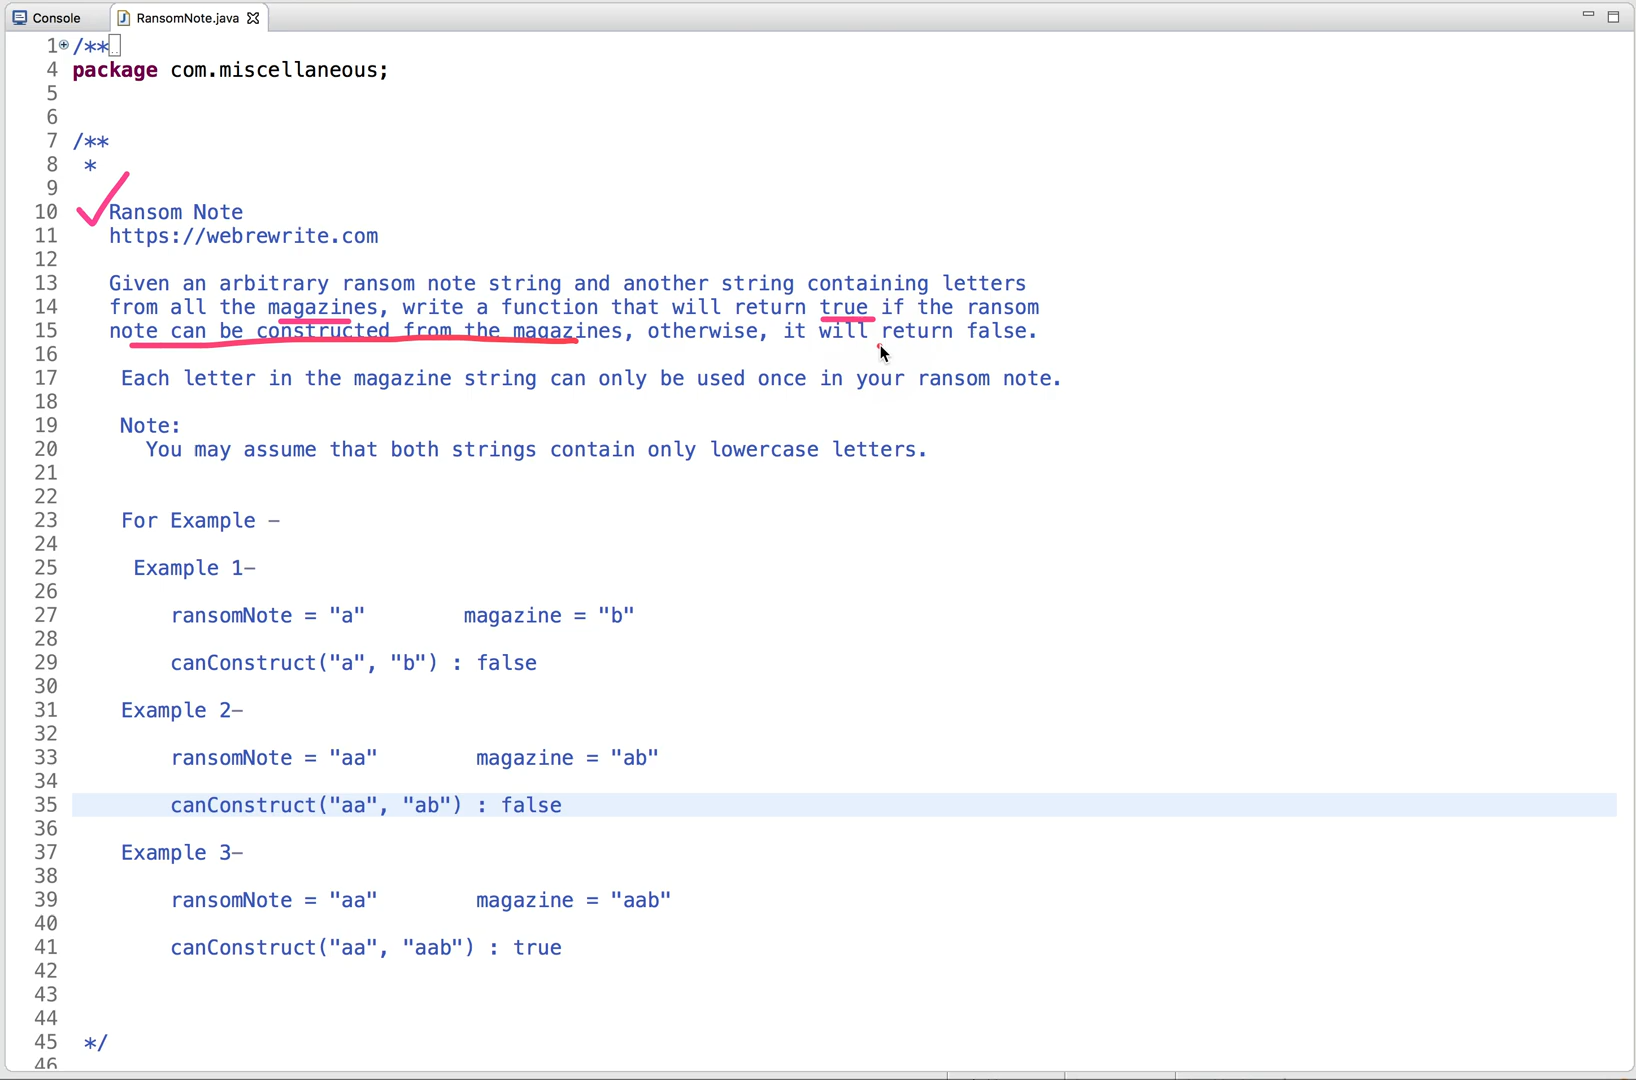 Console RansomNote.java
1 /**
4 package com.miscellaneous;
5
6
7 /**
8 *
9
10 Ransom Note
11 https://webrewrite.com
12
13 Given an arbitrary ransom note string and another string containing letters
14 from all the magazines, write a function that will return true if the ransom
15 note can be constructed from the magazines, otherwise, it will return false.
16
17 Each letter in the magazine string can only be used once in your ransom note.
18
19 Note:
20 You may assume that both strings contain only lowercase letters.
21
22
23 For Example –
24
25 Example 1–
26
27 ransomNote = "a" magazine = "b"
28
29 canConstruct("a", "b") : false
30
31 Example 2–
32
33 ransomNote = "aa" magazine = "ab"
34
35 canConstruct("aa", "ab") : false
36
37 Example 3–
38
39 ransomNote = "aa" magazine = "aab"
40
41 canConstruct("aa", "aab") : true
42
43
44
45 */
46